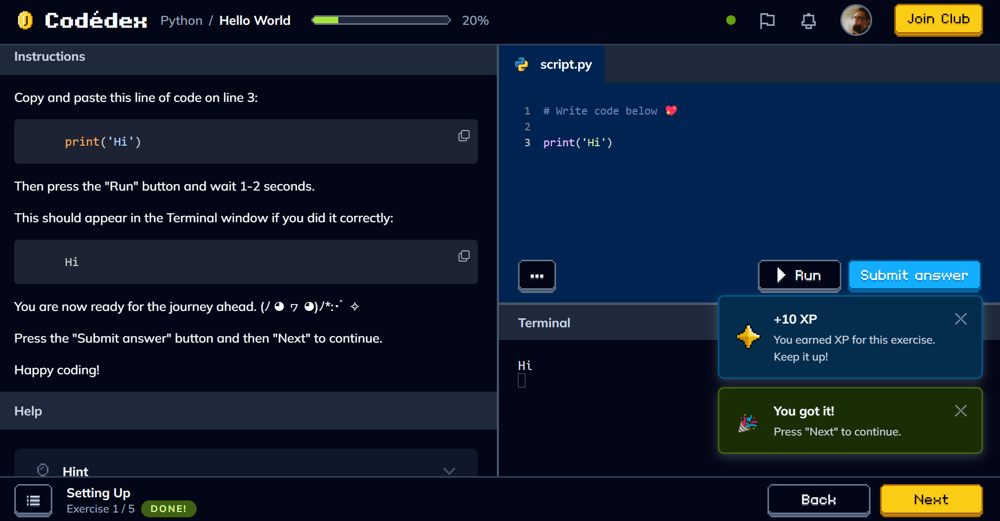 Codédex Python / Hello World 20% Join Club
Instructions
Copy and paste this line of code on line 3:
print('Hi')
Then press the "Run" button and wait 1-2 seconds.
This should appear in the Terminal window if you did it correctly:
Hi
You are now ready for the journey ahead. (ﾉ◕ヮ◕)ﾉ*:･ﾟ✧
Press the "Submit answer" button and then "Next" to continue.
Happy coding!
Help
Hint
script.py
1 # Write code below 💖
2
3 print('Hi')
... Run Submit answer
Terminal
Hi
+10 XP
You earned XP for this exercise.
Keep it up!
You got it!
Press "Next" to continue.
Setting Up
Exercise 1 / 5 DONE!
Back Next